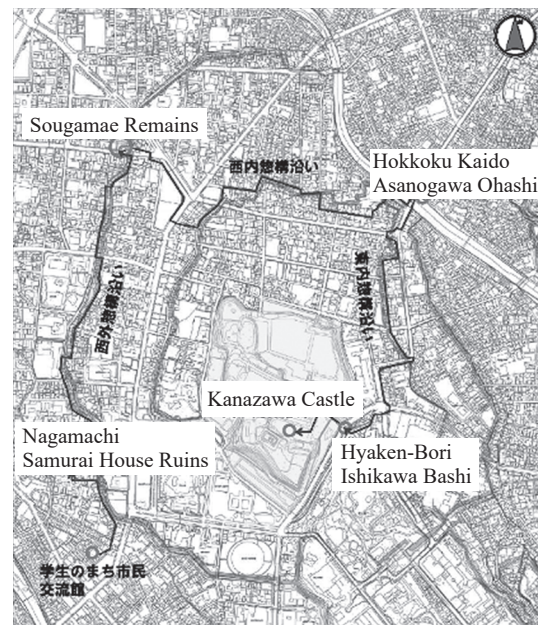 Sougamae Remains
西内惣構沿い
Hokkoku Kaido
Asanogawa Ohashi
西外惣構沿い
東内惣構沿い
Kanazawa Castle
Nagamachi
Samurai House Ruins
Hyaken-Bori
Ishikawa Bashi
学生のまち市民
交流館